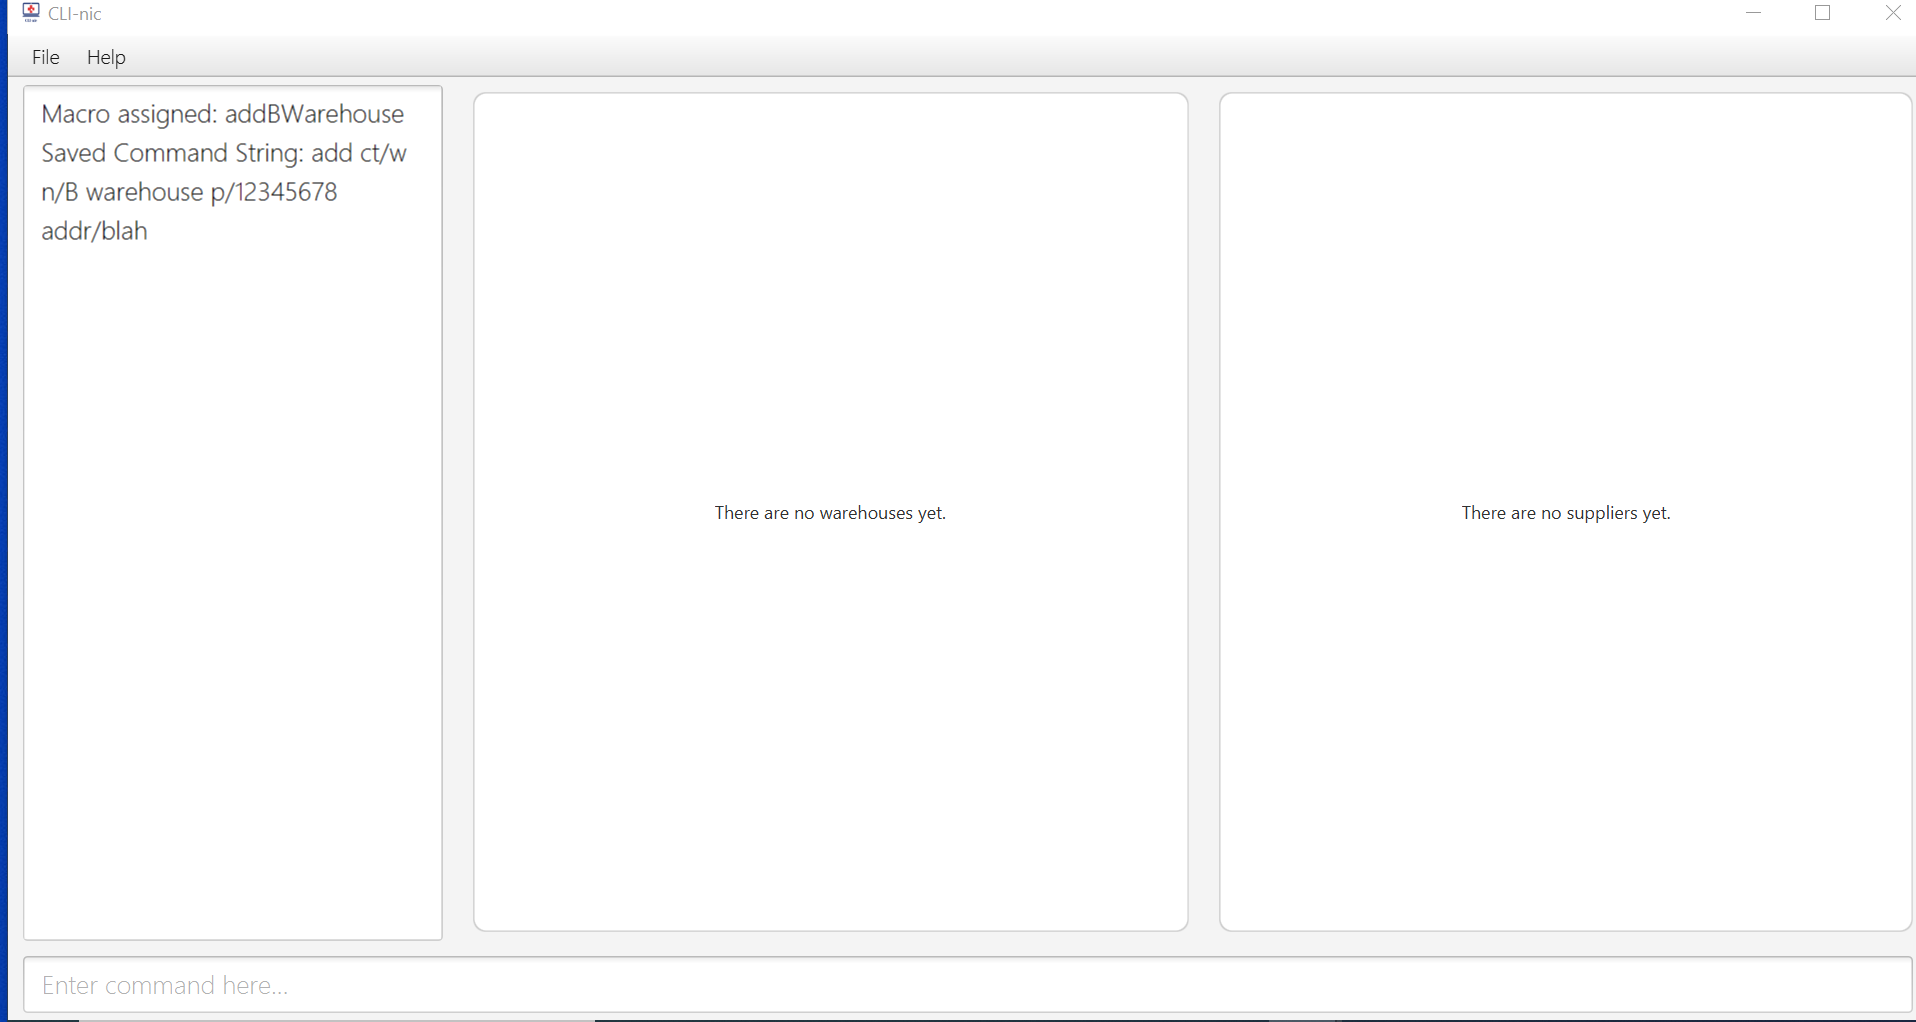 CLI-nic
File Help
Macro assigned: addBWarehouse
Saved Command String: add ct/w
n/B warehouse p/12345678
addr/blah
There are no warehouses yet.
There are no suppliers yet.
Enter command here...